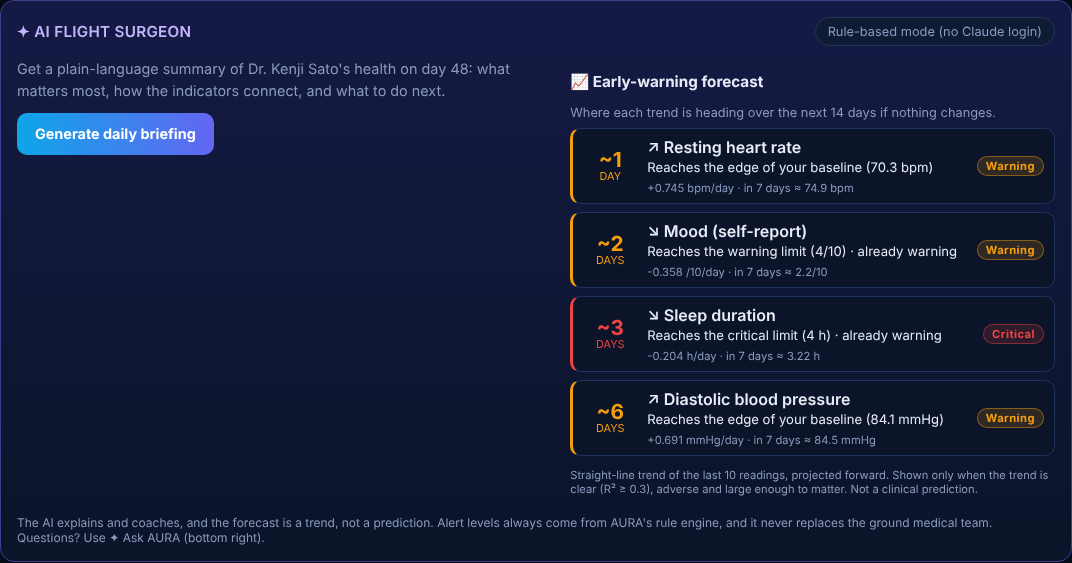 ✦ AI FLIGHT SURGEON
Rule-based mode (no Claude login)
Get a plain-language summary of Dr. Kenji Sato's health on day 48: what
matters most, how the indicators connect, and what to do next.
Generate daily briefing
📈 Early-warning forecast
Where each trend is heading over the next 14 days if nothing changes.
~1
DAY
↗ Resting heart rate
Reaches the edge of your baseline (70.3 bpm)
+0.745 bpm/day · in 7 days ≈ 74.9 bpm
Warning
~2
DAYS
↘ Mood (self-report)
Reaches the warning limit (4/10) · already warning
-0.358 /10/day · in 7 days ≈ 2.2/10
Warning
~3
DAYS
↘ Sleep duration
Reaches the critical limit (4 h) · already warning
-0.204 h/day · in 7 days ≈ 3.22 h
Critical
~6
DAYS
↗ Diastolic blood pressure
Reaches the edge of your baseline (84.1 mmHg)
+0.691 mmHg/day · in 7 days ≈ 84.5 mmHg
Warning
Straight-line trend of the last 10 readings, projected forward. Shown only when the trend is
clear (R² ≥ 0.3), adverse and large enough to matter. Not a clinical prediction.
The AI explains and coaches, and the forecast is a trend, not a prediction. Alert levels always come from AURA's rule engine, and it never replaces the ground medical team.
Questions? Use ✦ Ask AURA (bottom right).